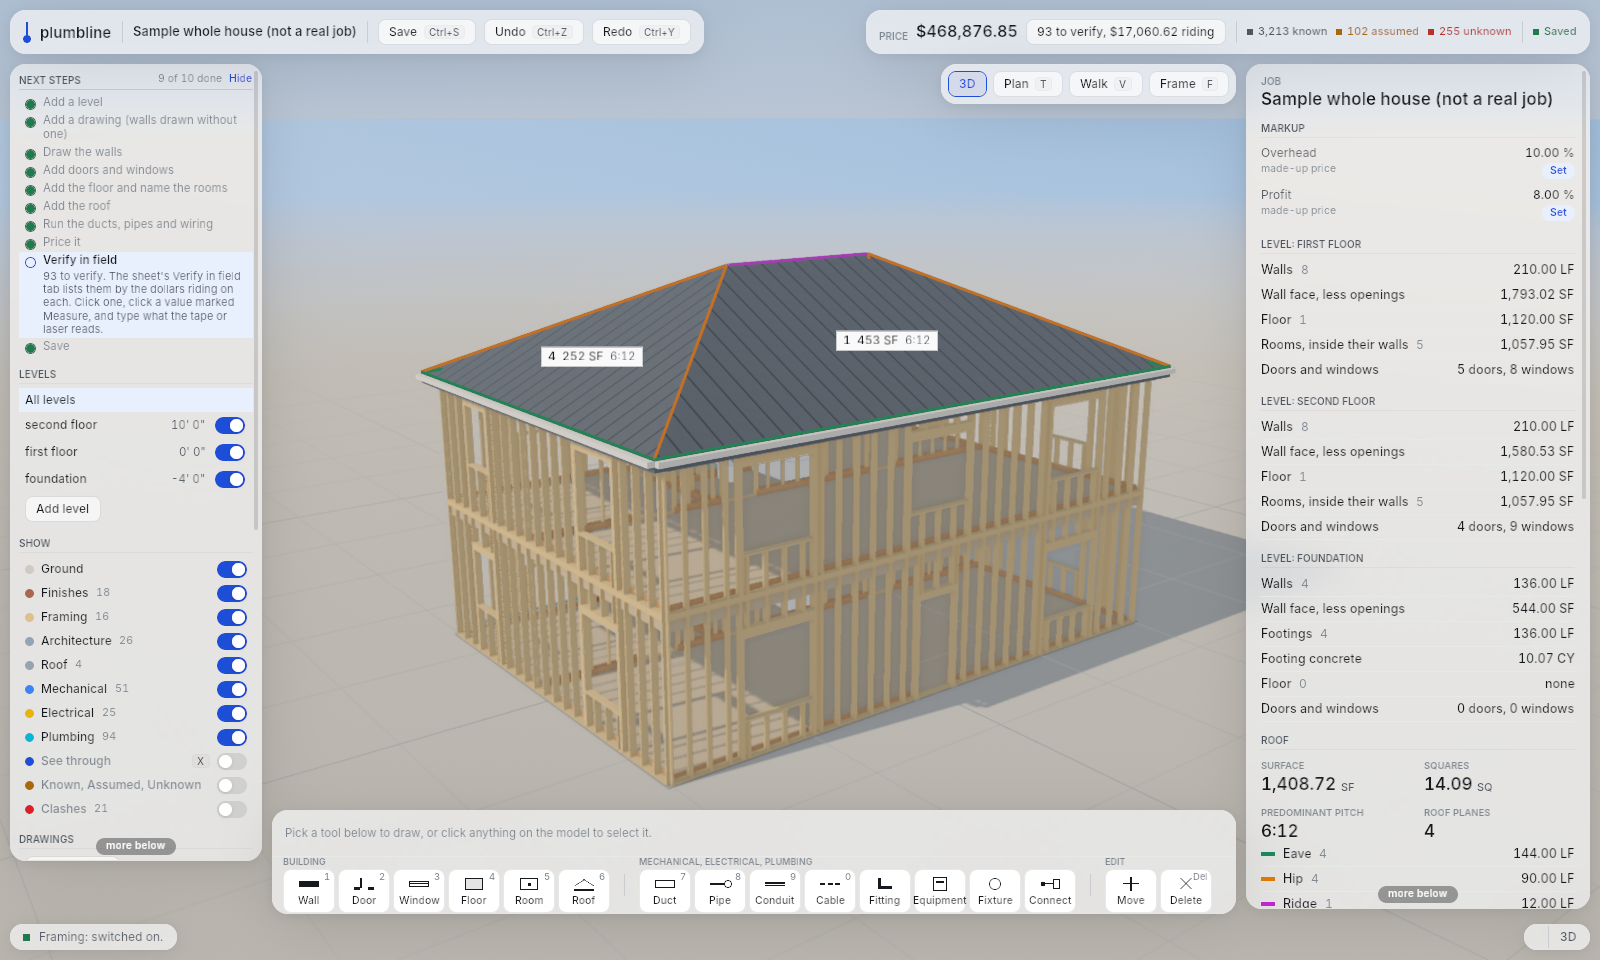 plumbline
Sample whole house (not a real job)
Save Ctrl+S
Undo Ctrl+Z
Redo Ctrl+Y
PRICE $468,876.85
93 to verify, $17,060.62 riding
3,213 known
102 assumed
255 unknown
Saved
NEXT STEPS 9 of 10 done Hide
Add a level
Add a drawing (walls drawn without
one)
Draw the walls
Add doors and windows
Add the floor and name the rooms
Add the roof
Run the ducts, pipes and wiring
Price it
Verify in field
93 to verify. The sheet's Verify in field
tab lists them by the dollars riding on
each. Click one, click a value marked
Measure, and type what the tape or
laser reads.
Save
LEVELS
All levels
second floor 10' 0"
first floor 0' 0"
foundation -4' 0"
Add level
SHOW
Ground
Finishes 18
Framing 16
Architecture 26
Roof 4
Mechanical 51
Electrical 25
Plumbing 94
See through X
Known, Assumed, Unknown
Clashes 21
DRAWINGS
more below
Framing: switched on.
3D
Plan T
Walk V
Frame F
4 252 SF 6:12
1 453 SF 6:12
Pick a tool below to draw, or click anything on the model to select it.
BUILDING
Wall 1
Door 2
Window 3
Floor 4
Room 5
Roof 6
MECHANICAL, ELECTRICAL, PLUMBING
Duct 7
Pipe 8
Conduit 9
Cable 0
Fitting
Equipment
Fixture
Connect
EDIT
Move
Delete Del
JOB
Sample whole house (not a real job)
MARKUP
Overhead 10.00 %
made-up price Set
Profit 8.00 %
made-up price Set
LEVEL: FIRST FLOOR
Walls 8 210.00 LF
Wall face, less openings 1,793.02 SF
Floor 1 1,120.00 SF
Rooms, inside their walls 5 1,057.95 SF
Doors and windows 5 doors, 8 windows
LEVEL: SECOND FLOOR
Walls 8 210.00 LF
Wall face, less openings 1,580.53 SF
Floor 1 1,120.00 SF
Rooms, inside their walls 5 1,057.95 SF
Doors and windows 4 doors, 9 windows
LEVEL: FOUNDATION
Walls 4 136.00 LF
Wall face, less openings 544.00 SF
Footings 4 136.00 LF
Footing concrete 10.07 CY
Floor 0 none
Doors and windows 0 doors, 0 windows
ROOF
SURFACE SQUARES
1,408.72 SF 14.09 SQ
PREDOMINANT PITCH ROOF PLANES
6:12 4
Eave 4 144.00 LF
Hip 4 90.00 LF
Ridge 1 12.00 LF
more below
3D